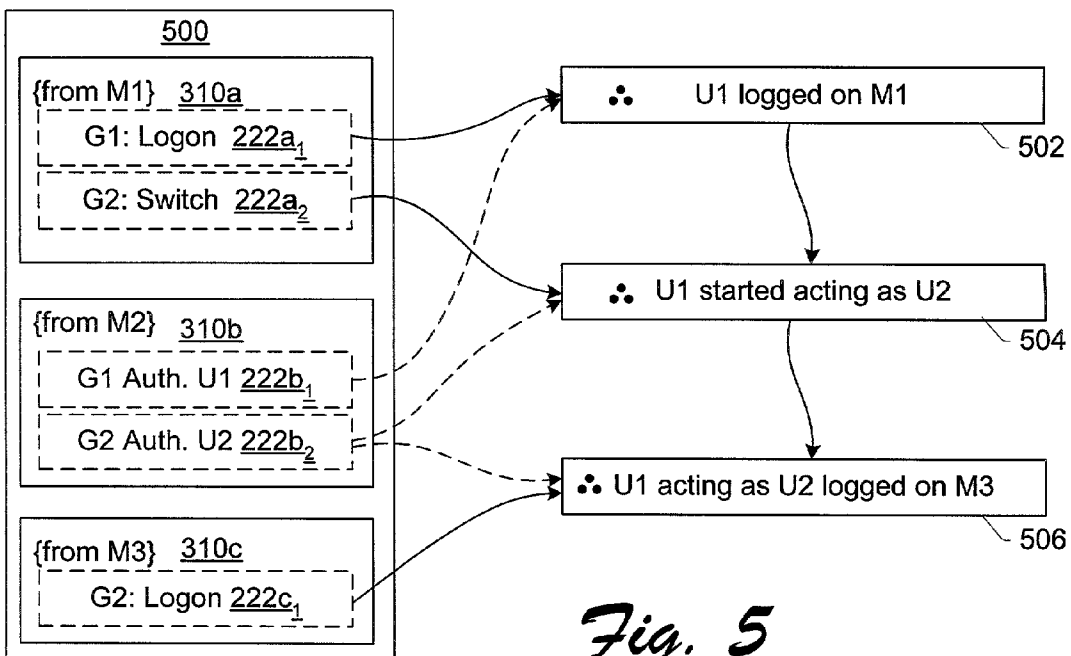 500
{from M1} 310a
G1: Logon 222a1
G2: Switch 222a2
{from M2} 310b
G1 Auth. U1 222b1
G2 Auth. U2 222b2
{from M3} 310c
G2: Logon 222c1
∴ U1 logged on M1
502
∴ U1 started acting as U2
504
∴ U1 acting as U2 logged on M3
506
Fig. 5